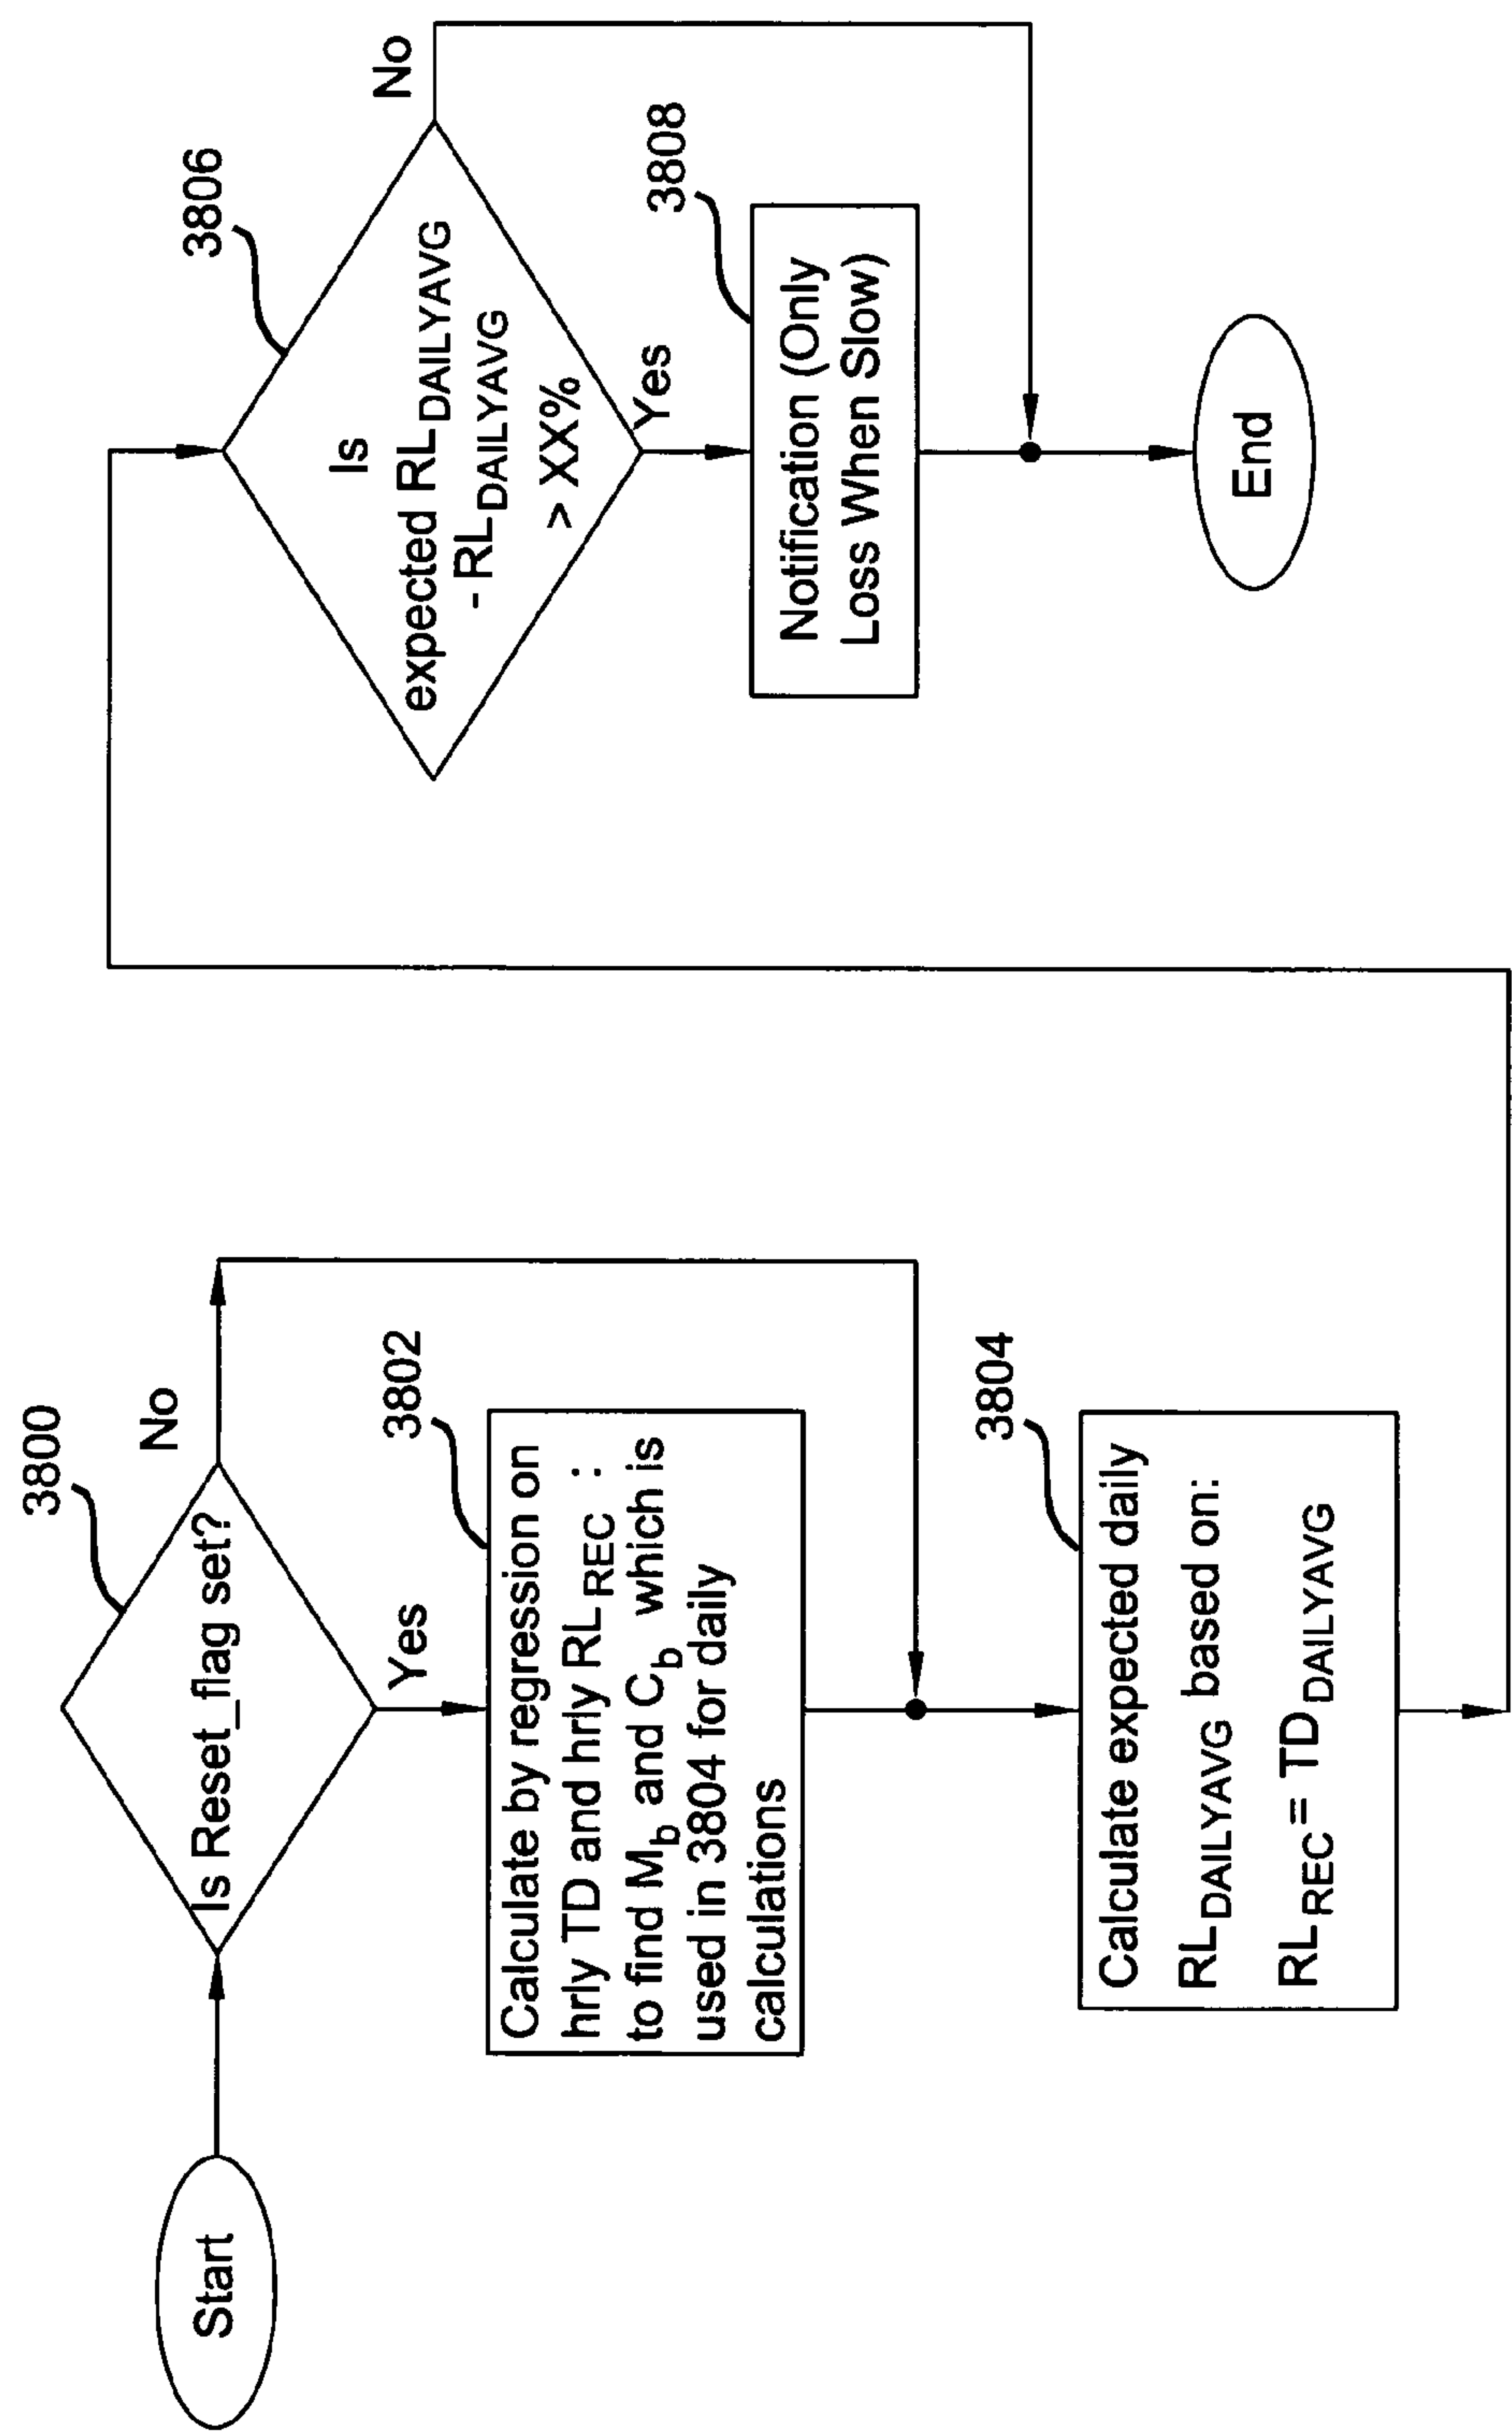 Start
3800
Is Reset_flag set?
No
Yes
3802
Calculate by regression on
hrly TD and hrly RL_REC :
to find M_b and C_b which is
used in 3804 for daily
calculations
3804
Calculate expected daily
RL_DAILYAVG based on:
RL_REC = TD_DAILYAVG
3806
Is
expected RL_DAILYAVG
- RL_DAILYAVG
> XX%
No
Yes
3808
Notification (Only
Loss When Slow)
End